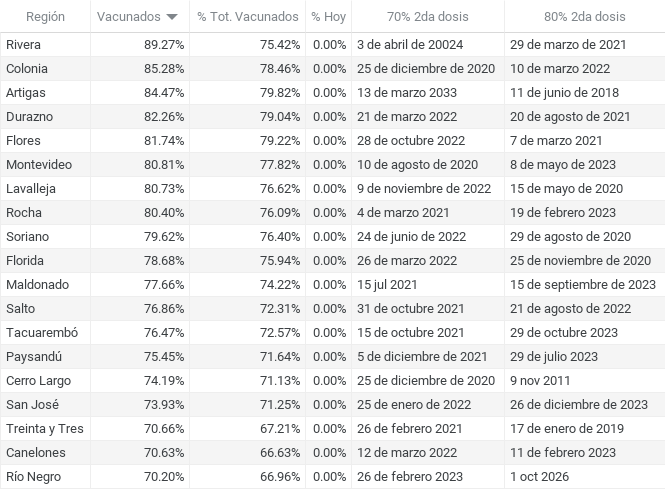 Región Vacunados % Tot. Vacunados % Hoy 70% 2da dosis 80% 2da dosis
Rivera 89.27% 75.42% 0.00% 3 de abril de 20024 29 de marzo de 2021
Colonia 85.28% 78.46% 0.00% 25 de diciembre de 2020 10 de marzo 2022
Artigas 84.47% 79.82% 0.00% 13 de marzo 2033 11 de junio de 2018
Durazno 82.26% 79.04% 0.00% 21 de marzo 2022 20 de agosto de 2021
Flores 81.74% 79.22% 0.00% 28 de octubre 2022 7 de marzo 2021
Montevideo 80.81% 77.82% 0.00% 10 de agosto de 2020 8 de mayo de 2023
Lavalleja 80.73% 76.62% 0.00% 9 de noviembre de 2022 15 de mayo de 2020
Rocha 80.40% 76.09% 0.00% 4 de marzo 2021 19 de febrero 2023
Soriano 79.62% 76.40% 0.00% 24 de junio de 2022 29 de agosto de 2020
Florida 78.68% 75.94% 0.00% 26 de marzo 2022 25 de noviembre de 2020
Maldonado 77.66% 74.22% 0.00% 15 jul 2021 15 de septiembre de 2023
Salto 76.86% 72.31% 0.00% 31 de octubre 2021 21 de agosto de 2022
Tacuarembó 76.47% 72.57% 0.00% 15 de octubre 2021 29 de octubre 2023
Paysandú 75.45% 71.64% 0.00% 5 de diciembre de 2021 29 de julio 2023
Cerro Largo 74.19% 71.13% 0.00% 25 de diciembre de 2020 9 nov 2011
San José 73.93% 71.25% 0.00% 25 de enero de 2022 26 de diciembre de 2023
Treinta y Tres 70.66% 67.21% 0.00% 26 de febrero 2021 17 de enero de 2019
Canelones 70.63% 66.63% 0.00% 12 de marzo 2022 11 de febrero 2023
Río Negro 70.20% 66.96% 0.00% 26 de febrero 2023 1 oct 2026